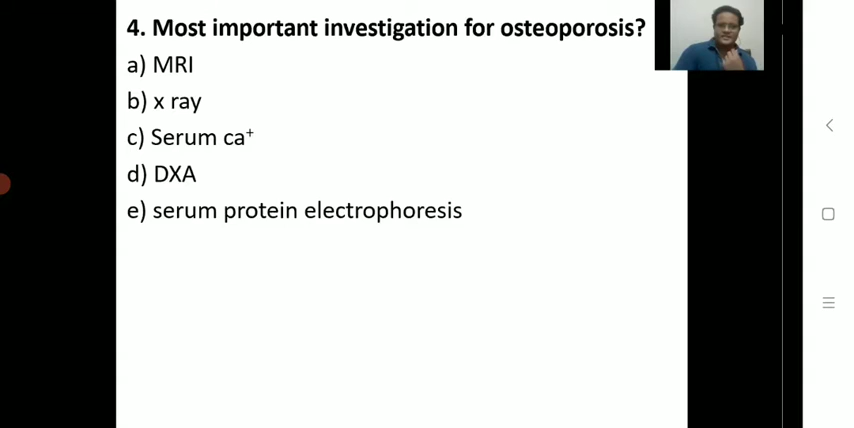 4. Most important investigation for osteoporosis?
a) MRI
b) x ray
c) Serum ca⁺
d) DXA
e) serum protein electrophoresis